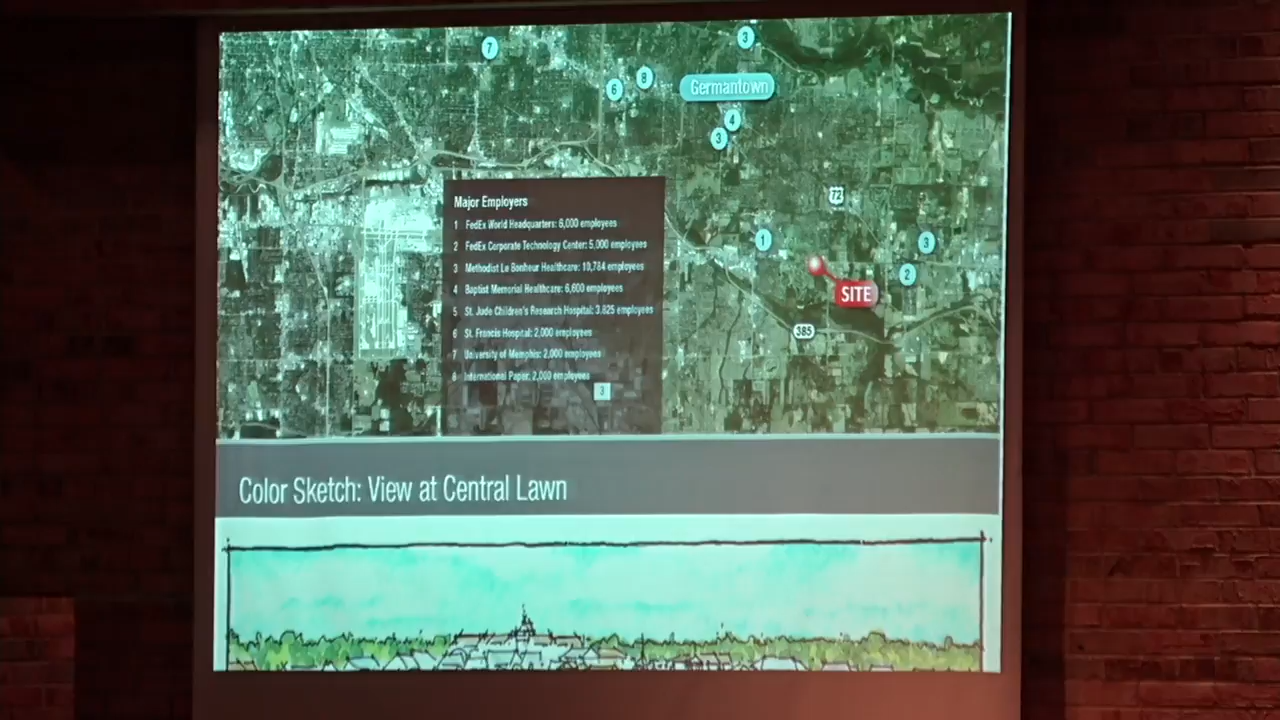 7
3
8
6
Germantown
4
3
72
1
3
2
SITE
385
Major Employers
1 FedEx World Headquarters: 6,000 employees
2 FedEx Corporate Technology Center: 5,000 employees
3 Methodist Le Bonheur Healthcare: 10,784 employees
4 Baptist Memorial Healthcare: 6,600 employees
5 St. Jude Children's Research Hospital: 3,625 employees
6 St. Francis Hospital: 2,000 employees
7 University of Memphis: 2,000 employees
8 International Paper: 2,000 employees
3
Color Sketch: View at Central Lawn